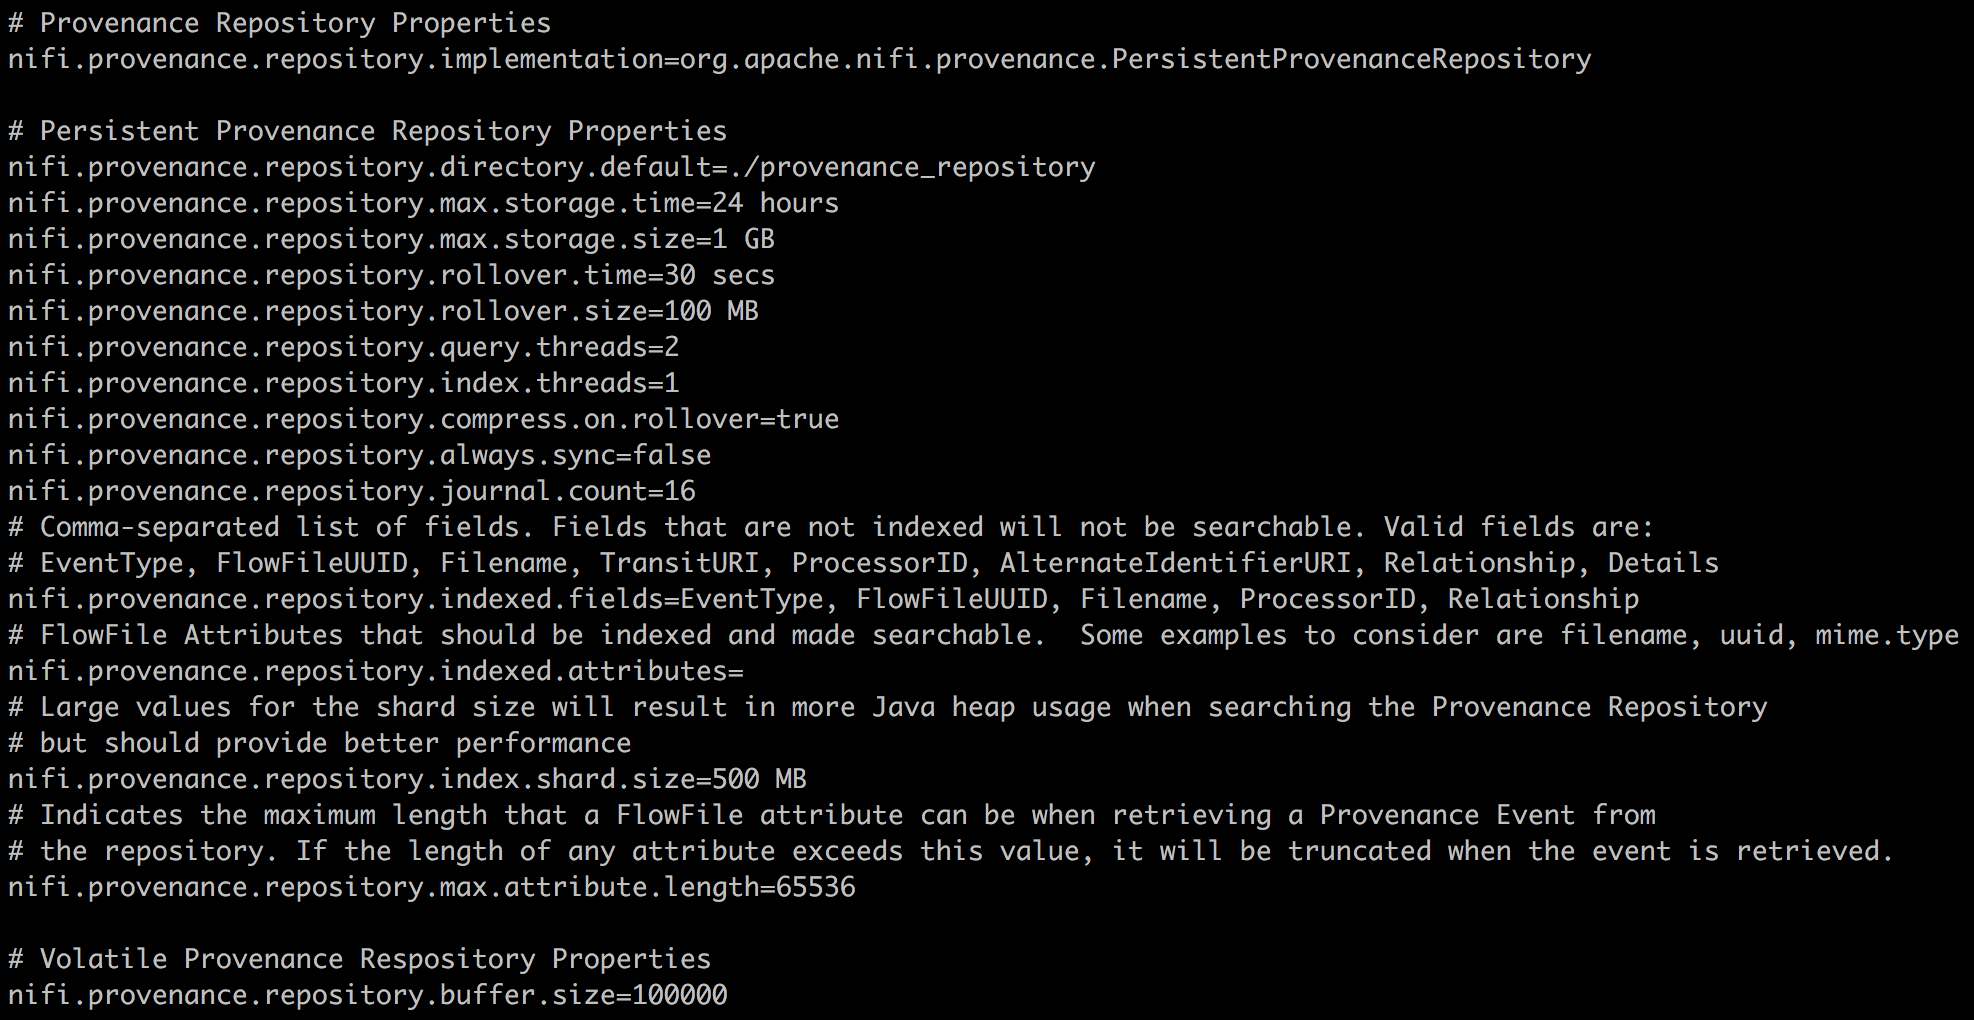 # Provenance Repository Properties
nifi.provenance.repository.implementation=org.apache.nifi.provenance.PersistentProvenanceRepository
# Persistent Provenance Repository Properties
nifi.provenance.repository.directory.default=./provenance_repository
nifi.provenance.repository.max.storage.time=24 hours
nifi.provenance.repository.max.storage.size=1 GB
nifi.provenance.repository.rollover.time=30 secs
nifi.provenance.repository.rollover.size=100 MB
nifi.provenance.repository.query.threads=2
nifi.provenance.repository.index.threads=1
nifi.provenance.repository.compress.on.rollover=true
nifi.provenance.repository.always.sync=false
nifi.provenance.repository.journal.count=16
# Comma-separated list of fields. Fields that are not indexed will not be searchable. Valid fields are:
# EventType, FlowFileUUID, Filename, TransitURI, ProcessorID, AlternateIdentifierURI, Relationship, Details
nifi.provenance.repository.indexed.fields=EventType, FlowFileUUID, Filename, ProcessorID, Relationship
# FlowFile Attributes that should be indexed and made searchable.  Some examples to consider are filename, uuid, mime.type
nifi.provenance.repository.indexed.attributes=
# Large values for the shard size will result in more Java heap usage when searching the Provenance Repository
# but should provide better performance
nifi.provenance.repository.index.shard.size=500 MB
# Indicates the maximum length that a FlowFile attribute can be when retrieving a Provenance Event from
# the repository. If the length of any attribute exceeds this value, it will be truncated when the event is retrieved.
nifi.provenance.repository.max.attribute.length=65536
# Volatile Provenance Respository Properties
nifi.provenance.repository.buffer.size=100000